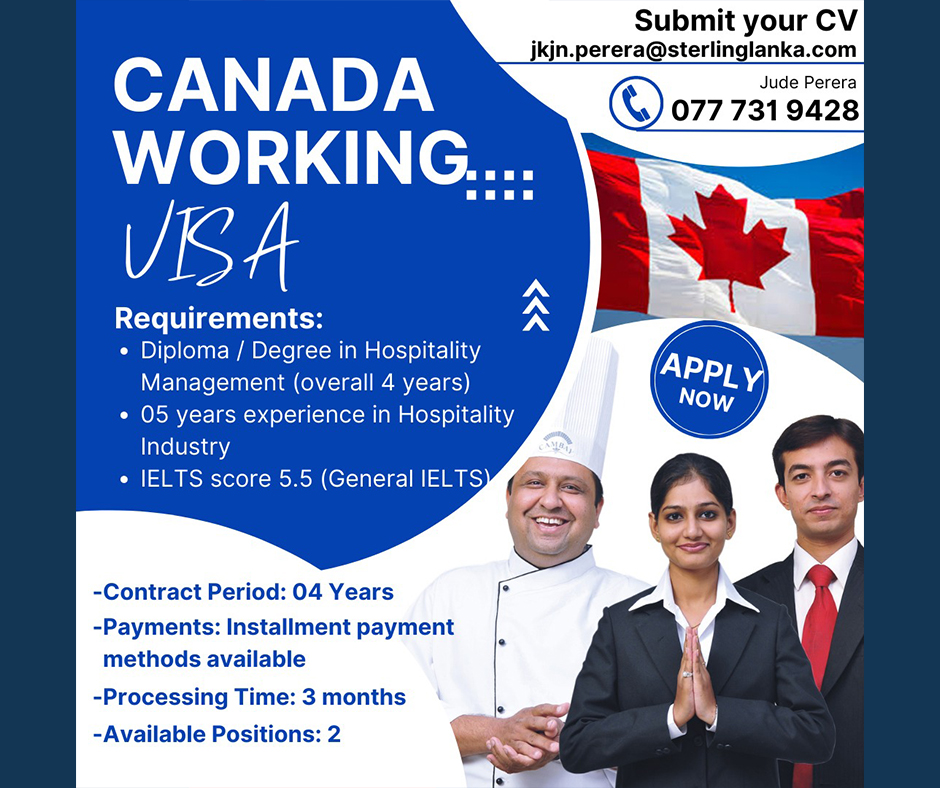 Submit your CV
jkjn.perera@sterlinglanka.com
Jude Perera
077 731 9428
CANADA
WORKING
VISA
Requirements:
• Diploma / Degree in Hospitality
Management (overall 4 years)
• 05 years experience in Hospitality
Industry
• IELTS score 5.5 (General IELTS)
APPLY
NOW
-Contract Period: 04 Years
-Payments: Installment payment
methods available
-Processing Time: 3 months
-Available Positions: 2